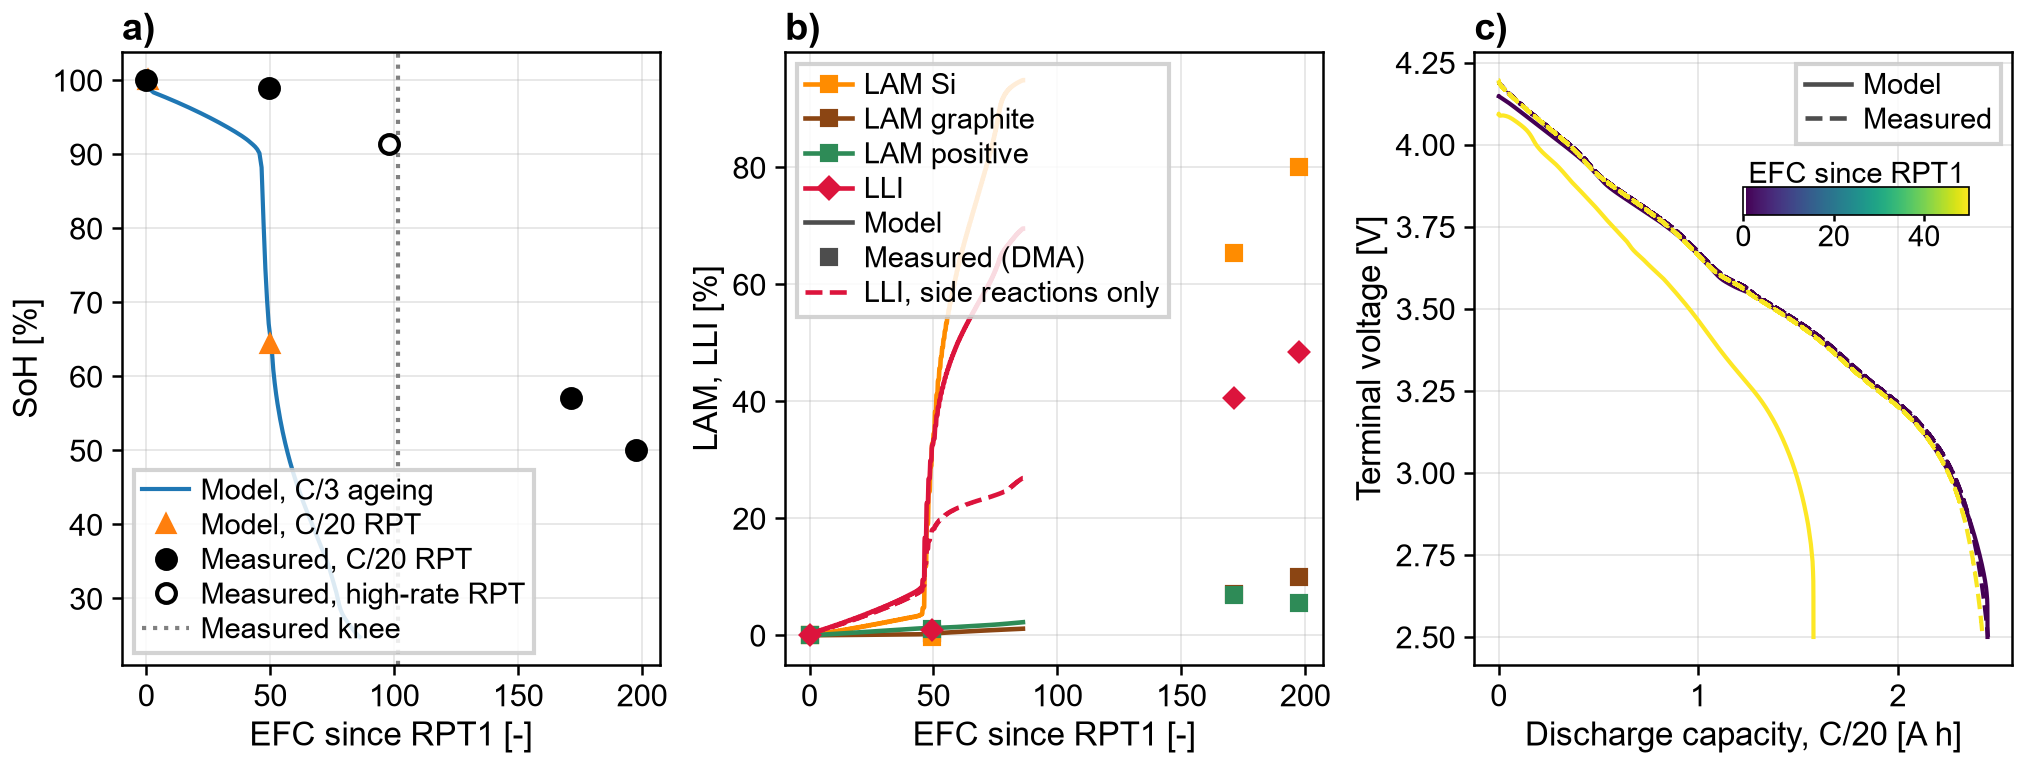 a)
SoH [%]
100
90
80
70
60
50
40
30
Model, C/3 ageing
Model, C/20 RPT
Measured, C/20 RPT
Measured, high-rate RPT
Measured knee
0 50 100 150 200
EFC since RPT1 [-]
b)
LAM, LLI [%]
80
60
40
20
0
LAM Si
LAM graphite
LAM positive
LLI
Model
Measured (DMA)
LLI, side reactions only
0 50 100 150 200
EFC since RPT1 [-]
c)
Terminal voltage [V]
4.25
4.00
3.75
3.50
3.25
3.00
2.75
2.50
Model
Measured
EFC since RPT1
0 20 40
0 1 2
Discharge capacity, C/20 [A h]